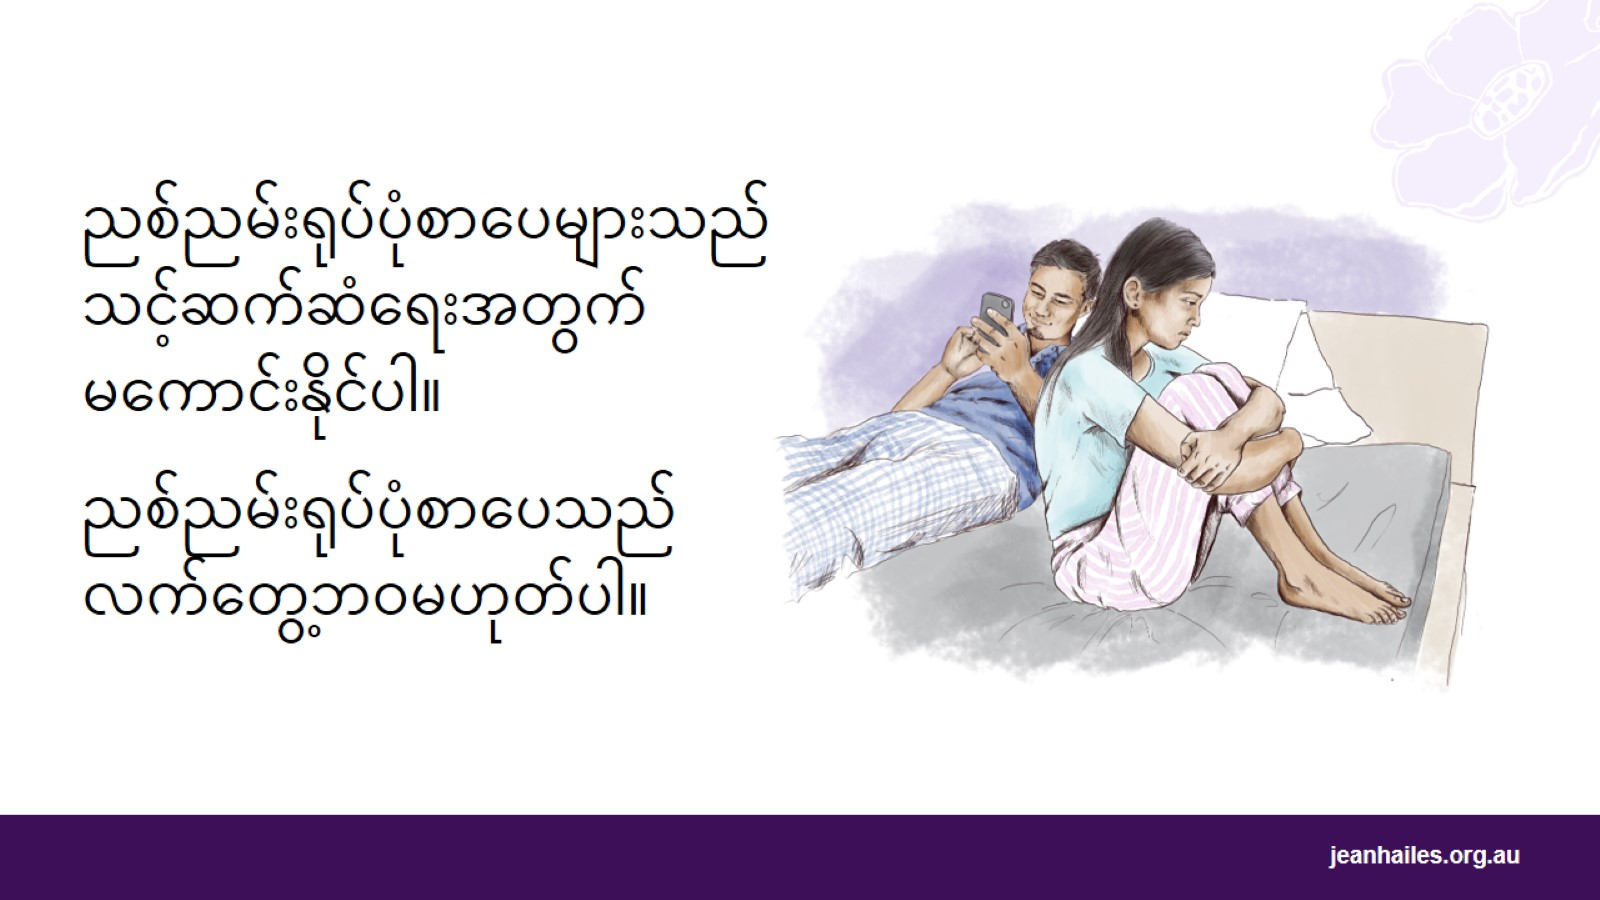 ညစ်ညမ်းရုပ်ပုံစာပေများသည်
သင့်ဆက်ဆံရေးအတွက်
မကောင်းနိုင်ပါ။
ညစ်ညမ်းရုပ်ပုံစာပေသည်
လက်တွေ့ဘဝမဟုတ်ပါ။
jeanhailes.org.au